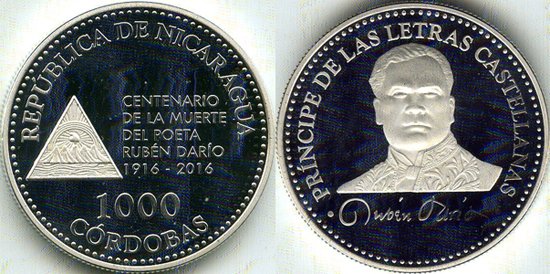 REPÚBLICA DE NICARAGUA
CENTENARIO
DE LA MUERTE
DEL POETA
RUBÉN DARÍO
1916 - 2016
1000
CÓRDOBAS
PRÍNCIPE DE LAS LETRAS CASTELLANAS
Rubén Darío